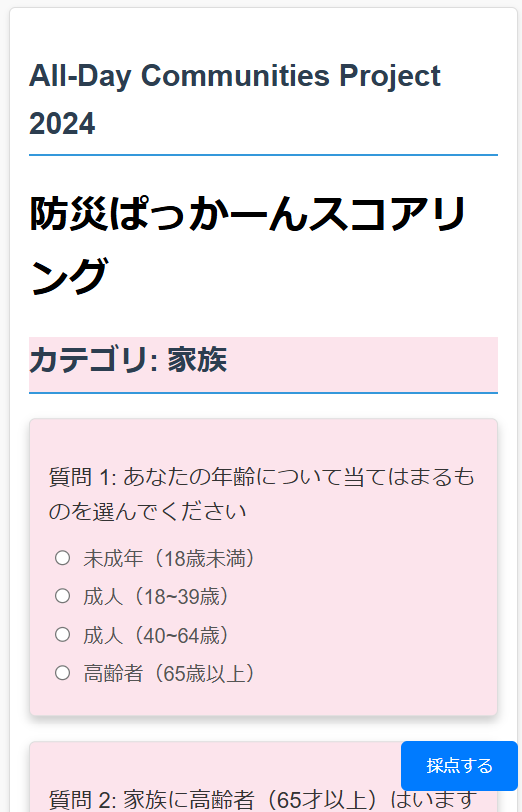 All-Day Communities Project
2024
防災ぱっかーんスコアリ
ング
カテゴリ: 家族
質問 1: あなたの年齢について当てはまるも
のを選んでください
未成年（18歳未満）
成人（18~39歳）
成人（40~64歳）
高齢者（65歳以上）
採点する
質問 2: 家族に高齢者（65才以上）はいます